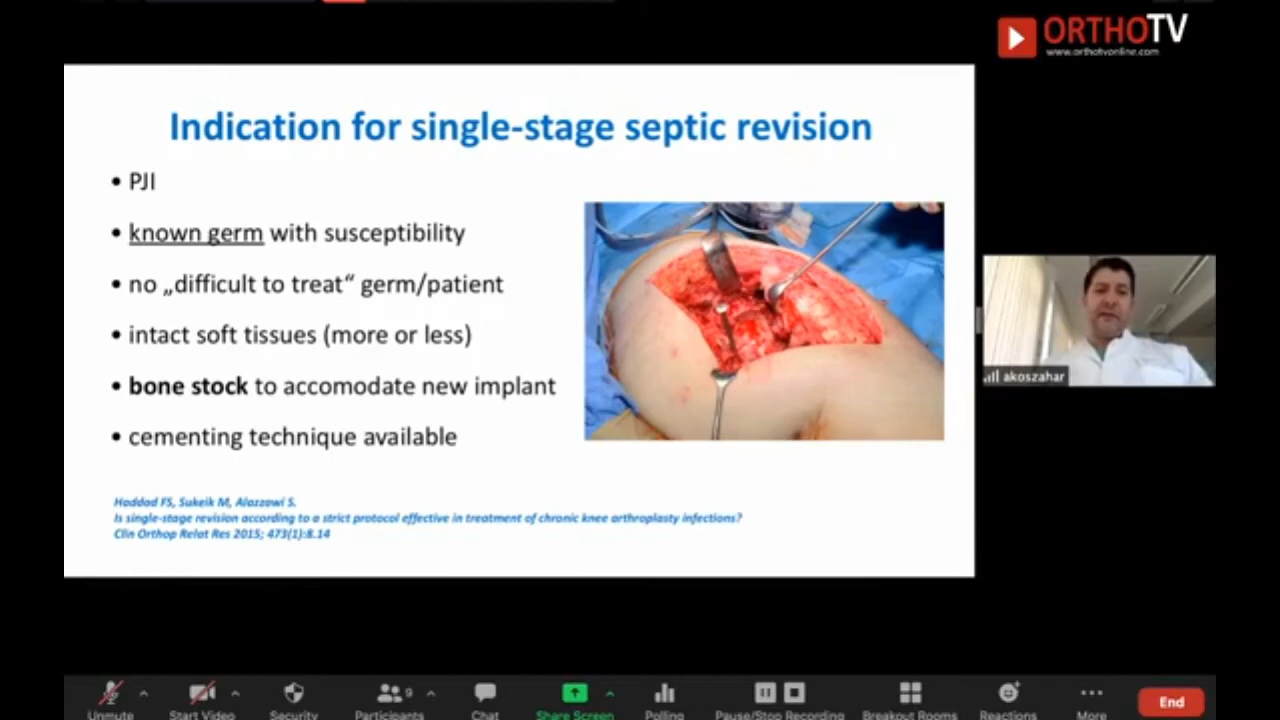 ORTHOTV
www.orthotvonline.com
Indication for single-stage septic revision
• PJI
• known germ with susceptibility
• no „difficult to treat“ germ/patient
• intact soft tissues (more or less)
• bone stock to accomodate new implant
• cementing technique available
Haddad FS, Sukeik M, Alazzawi S.
Is single-stage revision according to a strict protocol effective in treatment of chronic knee arthroplasty infections?
Clin Orthop Relat Res 2015; 473(1):8.14
akoszahar
9
Unmute
Start Video
Security
Participants
Chat
Share Screen
Polling
Pause/Stop Recording
Breakout Rooms
Reactions
More
End